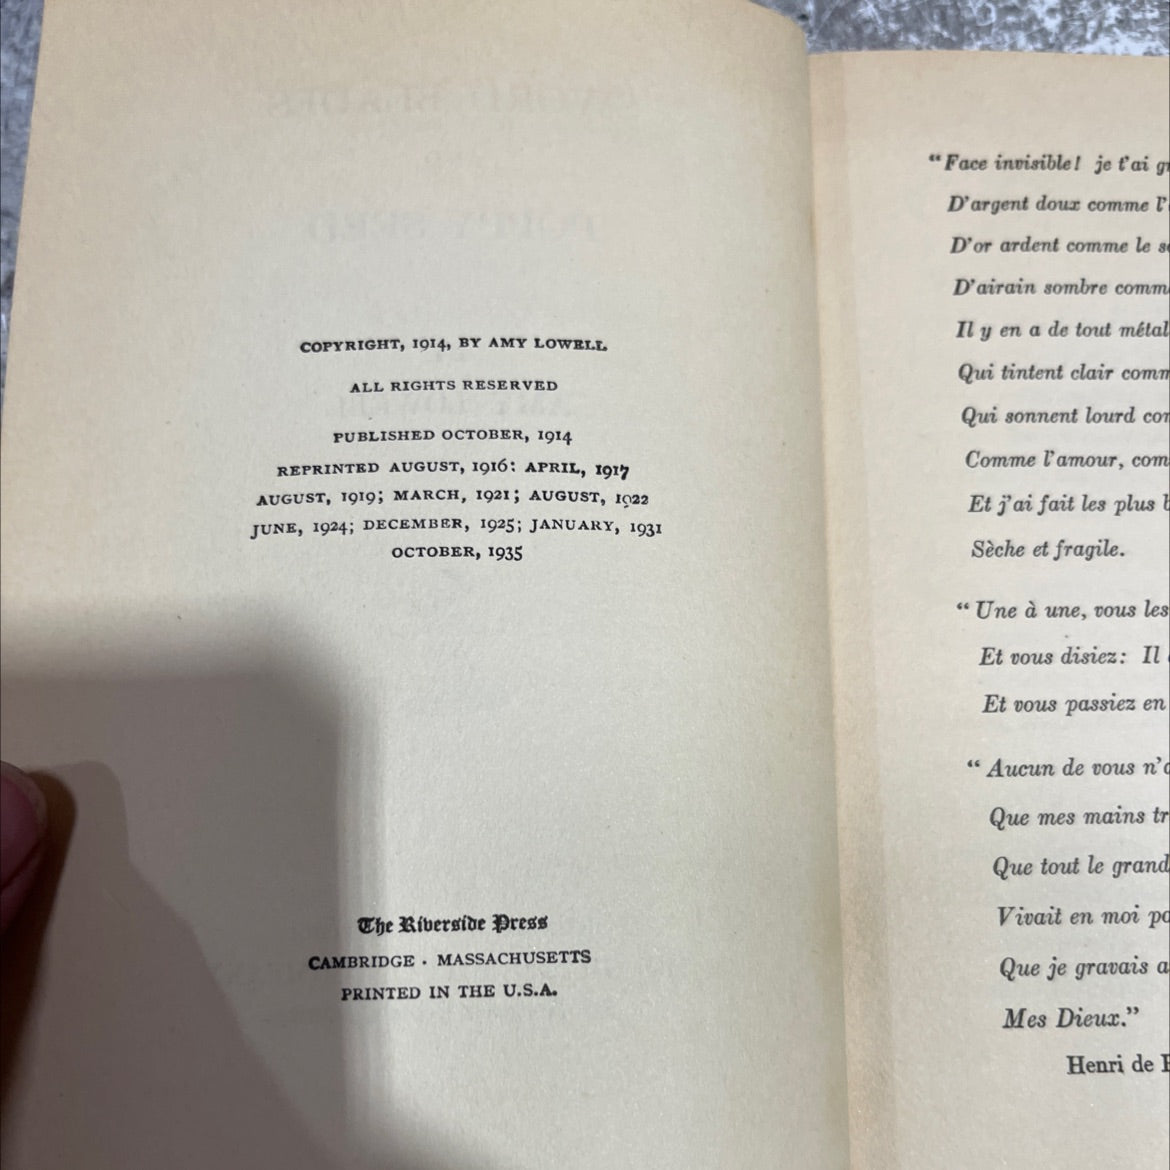 COPYRIGHT, 1914, BY AMY LOWELL
ALL RIGHTS RESERVED
PUBLISHED OCTOBER, 1914
REPRINTED AUGUST, 1916: APRIL, 1917
AUGUST, 1919; MARCH, 1921; AUGUST, 1922
JUNE, 1924; DECEMBER, 1925; JANUARY, 1931
OCTOBER, 1935
The Riverside Press
CAMBRIDGE · MASSACHUSETTS
PRINTED IN THE U.S.A.
“Face invisible! je t'ai
D'argent doux comme
D'or ardent comme le
D'airain sombre
Il y en a de tout
Qui tintent clair
Qui sonnent lourd
Comme l'amour,
Et j'ai fait les plus
Sèche et fragile.
“Une à une, vous les
Et vous disiez: Il
Et vous passiez en
“Aucun de vous
Que mes mains
Que tout le grand
Vivait en moi
Que je gravais
Mes Dieux.”
Henri de